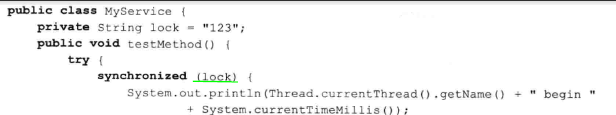 public class MyService {
private String lock = "123";
public void testMethod() {
try {
synchronized (lock) {
System.out.println(Thread.currentThread().getName() + " begin "
+ System.currentTimeMillis());